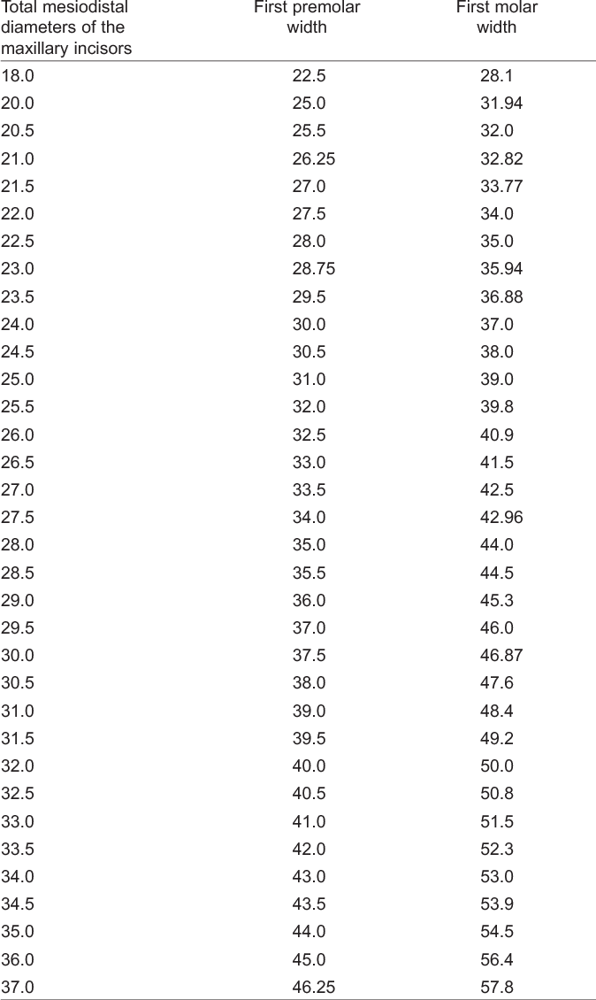 Total mesiodistal First premolar First molar
diameters of the width width
maxillary incisors
18.0 22.5 28.1
20.0 25.0 31.94
20.5 25.5 32.0
21.0 26.25 32.82
21.5 27.0 33.77
22.0 27.5 34.0
22.5 28.0 35.0
23.0 28.75 35.94
23.5 29.5 36.88
24.0 30.0 37.0
24.5 30.5 38.0
25.0 31.0 39.0
25.5 32.0 39.8
26.0 32.5 40.9
26.5 33.0 41.5
27.0 33.5 42.5
27.5 34.0 42.96
28.0 35.0 44.0
28.5 35.5 44.5
29.0 36.0 45.3
29.5 37.0 46.0
30.0 37.5 46.87
30.5 38.0 47.6
31.0 39.0 48.4
31.5 39.5 49.2
32.0 40.0 50.0
32.5 40.5 50.8
33.0 41.0 51.5
33.5 42.0 52.3
34.0 43.0 53.0
34.5 43.5 53.9
35.0 44.0 54.5
36.0 45.0 56.4
37.0 46.25 57.8